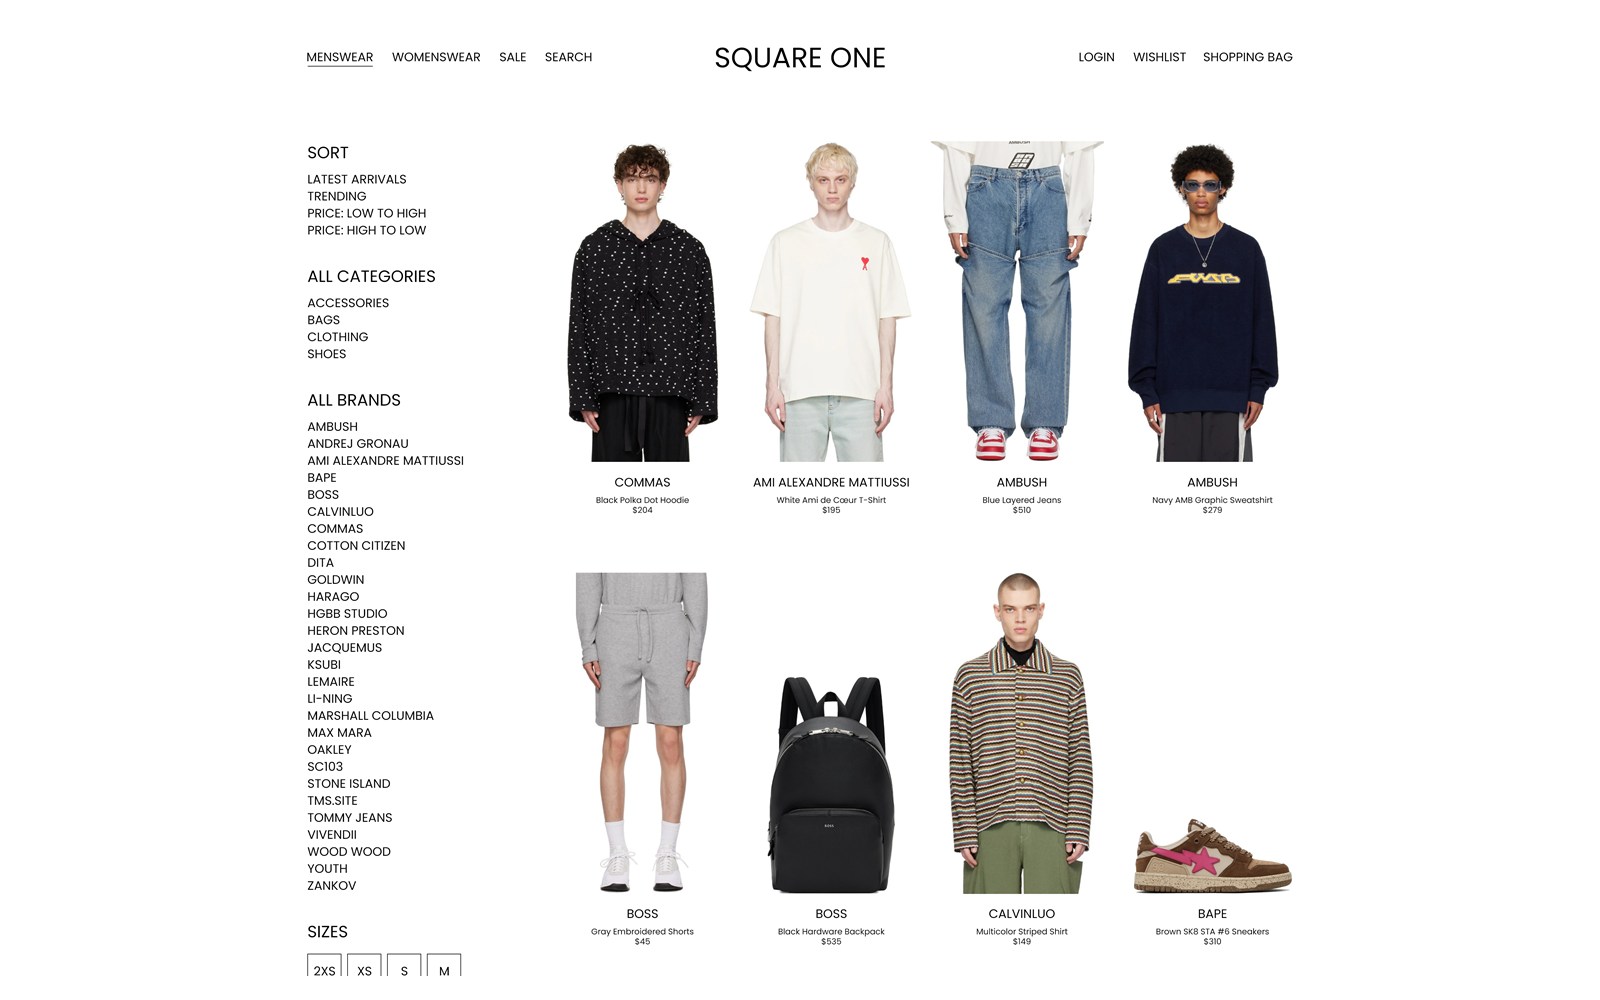 MENSWEAR WOMENSWEAR SALE SEARCH
SQUARE ONE
LOGIN WISHLIST SHOPPING BAG
SORT
LATEST ARRIVALS
TRENDING
PRICE: LOW TO HIGH
PRICE: HIGH TO LOW
ALL CATEGORIES
ACCESSORIES
BAGS
CLOTHING
SHOES
ALL BRANDS
AMBUSH
ANDREJ GRONAU
AMI ALEXANDRE MATTIUSSI
BAPE
BOSS
CALVINLUO
COMMAS
COTTON CITIZEN
DITA
GOLDWIN
HARAGO
HGBB STUDIO
HERON PRESTON
JACQUEMUS
KSUBI
LEMAIRE
LI-NING
MARSHALL COLUMBIA
MAX MARA
OAKLEY
SC103
STONE ISLAND
TMS.SITE
TOMMY JEANS
VIVENDII
WOOD WOOD
YOUTH
ZANKOV
SIZES
2XS XS S M
COMMAS
Black Polka Dot Hoodie
$204
AMI ALEXANDRE MATTIUSSI
White Ami de Cœur T-Shirt
$195
AMBUSH
Blue Layered Jeans
$510
AMBUSH
Navy AMB Graphic Sweatshirt
$279
BOSS
Gray Embroidered Shorts
$45
BOSS
BOSS
Black Hardware Backpack
$535
CALVINLUO
Multicolor Striped Shirt
$149
BAPE
Brown SK8 STA #6 Sneakers
$310